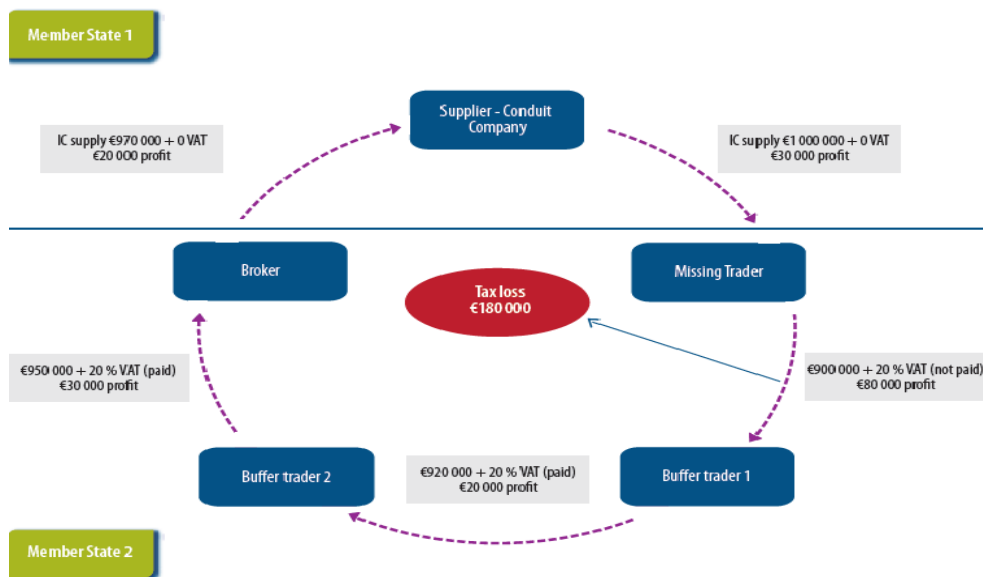 Member State 1
Supplier - Conduit
Company
IC supply €970 000 + 0 VAT
€20 000 profit
IC supply €1 000 000 + 0 VAT
€30 000 profit
Broker
Missing Trader
Tax loss
€180 000
€950 000 + 20 % VAT (paid)
€30 000 profit
€900 000 + 20 % VAT (not paid)
€80 000 profit
Buffer trader 2
€920 000 + 20 % VAT (paid)
€20 000 profit
Buffer trader 1
Member State 2